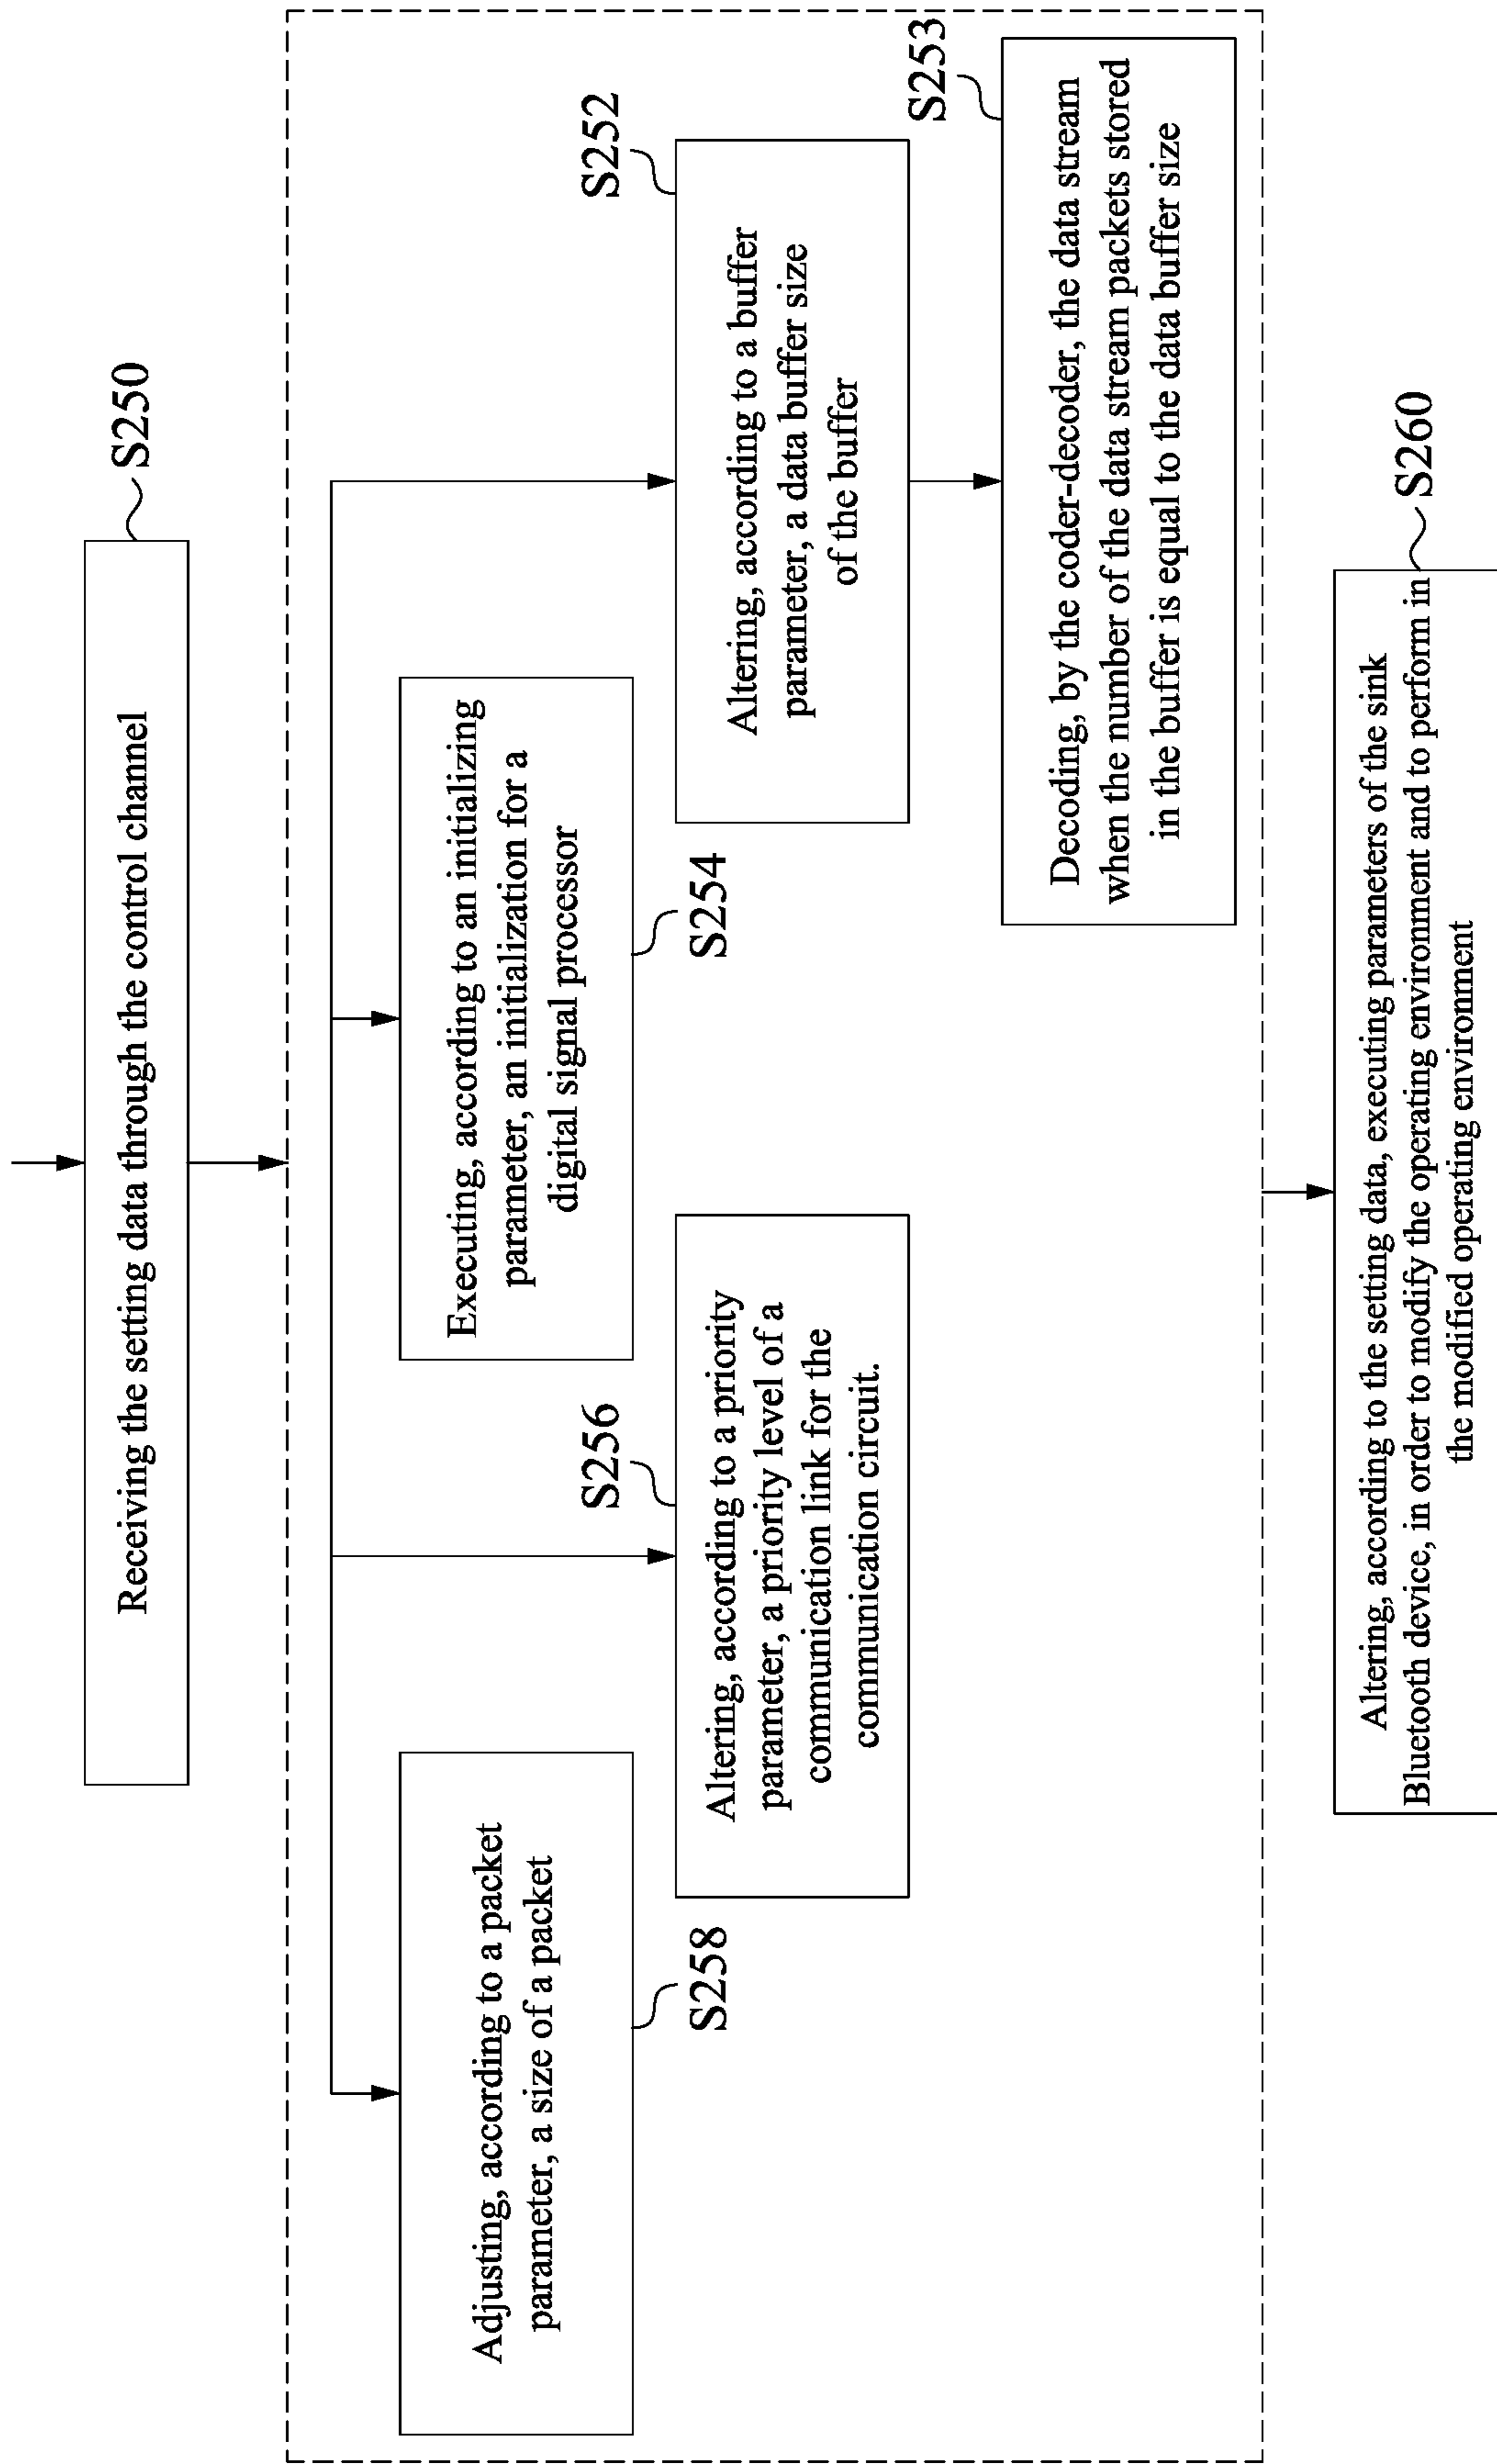 Receiving the setting data through the control channel
S250
Adjusting, according to a packet
parameter, a size of a packet
S258
Altering, according to a priority
parameter, a priority level of a
communication link for the
communication circuit.
S256
Executing, according to an initializing
parameter, an initialization for a
digital signal processor
S254
Altering, according to a buffer
parameter, a data buffer size
of the buffer
S252
Decoding, by the coder-decoder, the data stream
when the number of the data stream packets stored
in the buffer is equal to the data buffer size
S253
Altering, according to the setting data, executing parameters of the sink
Bluetooth device, in order to modify the operating environment and to perform in
the modified operating environment
S260